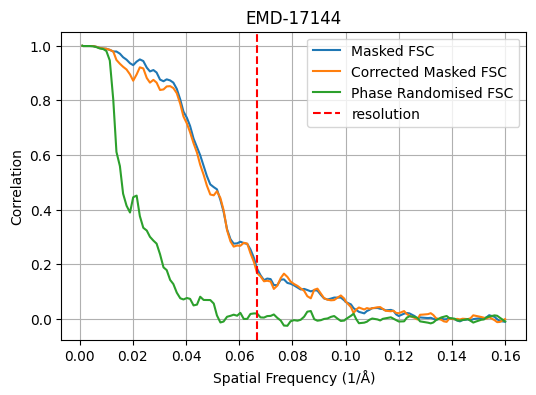 EMD-17144
Masked FSC
Corrected Masked FSC
Phase Randomised FSC
resolution
Correlation
1.0
0.8
0.6
0.4
0.2
0.0
0.00 0.02 0.04 0.06 0.08 0.10 0.12 0.14 0.16
Spatial Frequency (1/Å)